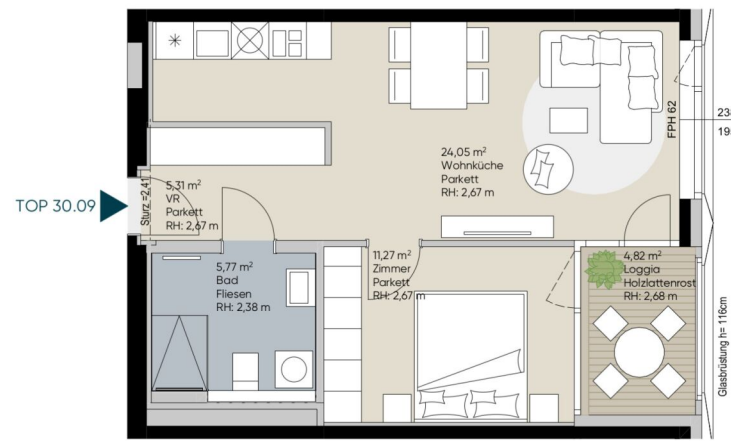 TOP 30.09
Sturz =2,41
5,31 m²
VR
Parkett
RH: 2,67 m
5,77 m²
Bad
Fliesen
RH: 2,38 m
24,05 m²
Wohnküche
Parkett
RH: 2,67 m
11,27 m²
Zimmer
Parkett
RH: 2,67 m
FPH 62
4,82 m²
Loggia
Holzlattenrost
RH: 2,68 m
Glasbrüstung h= 116cm